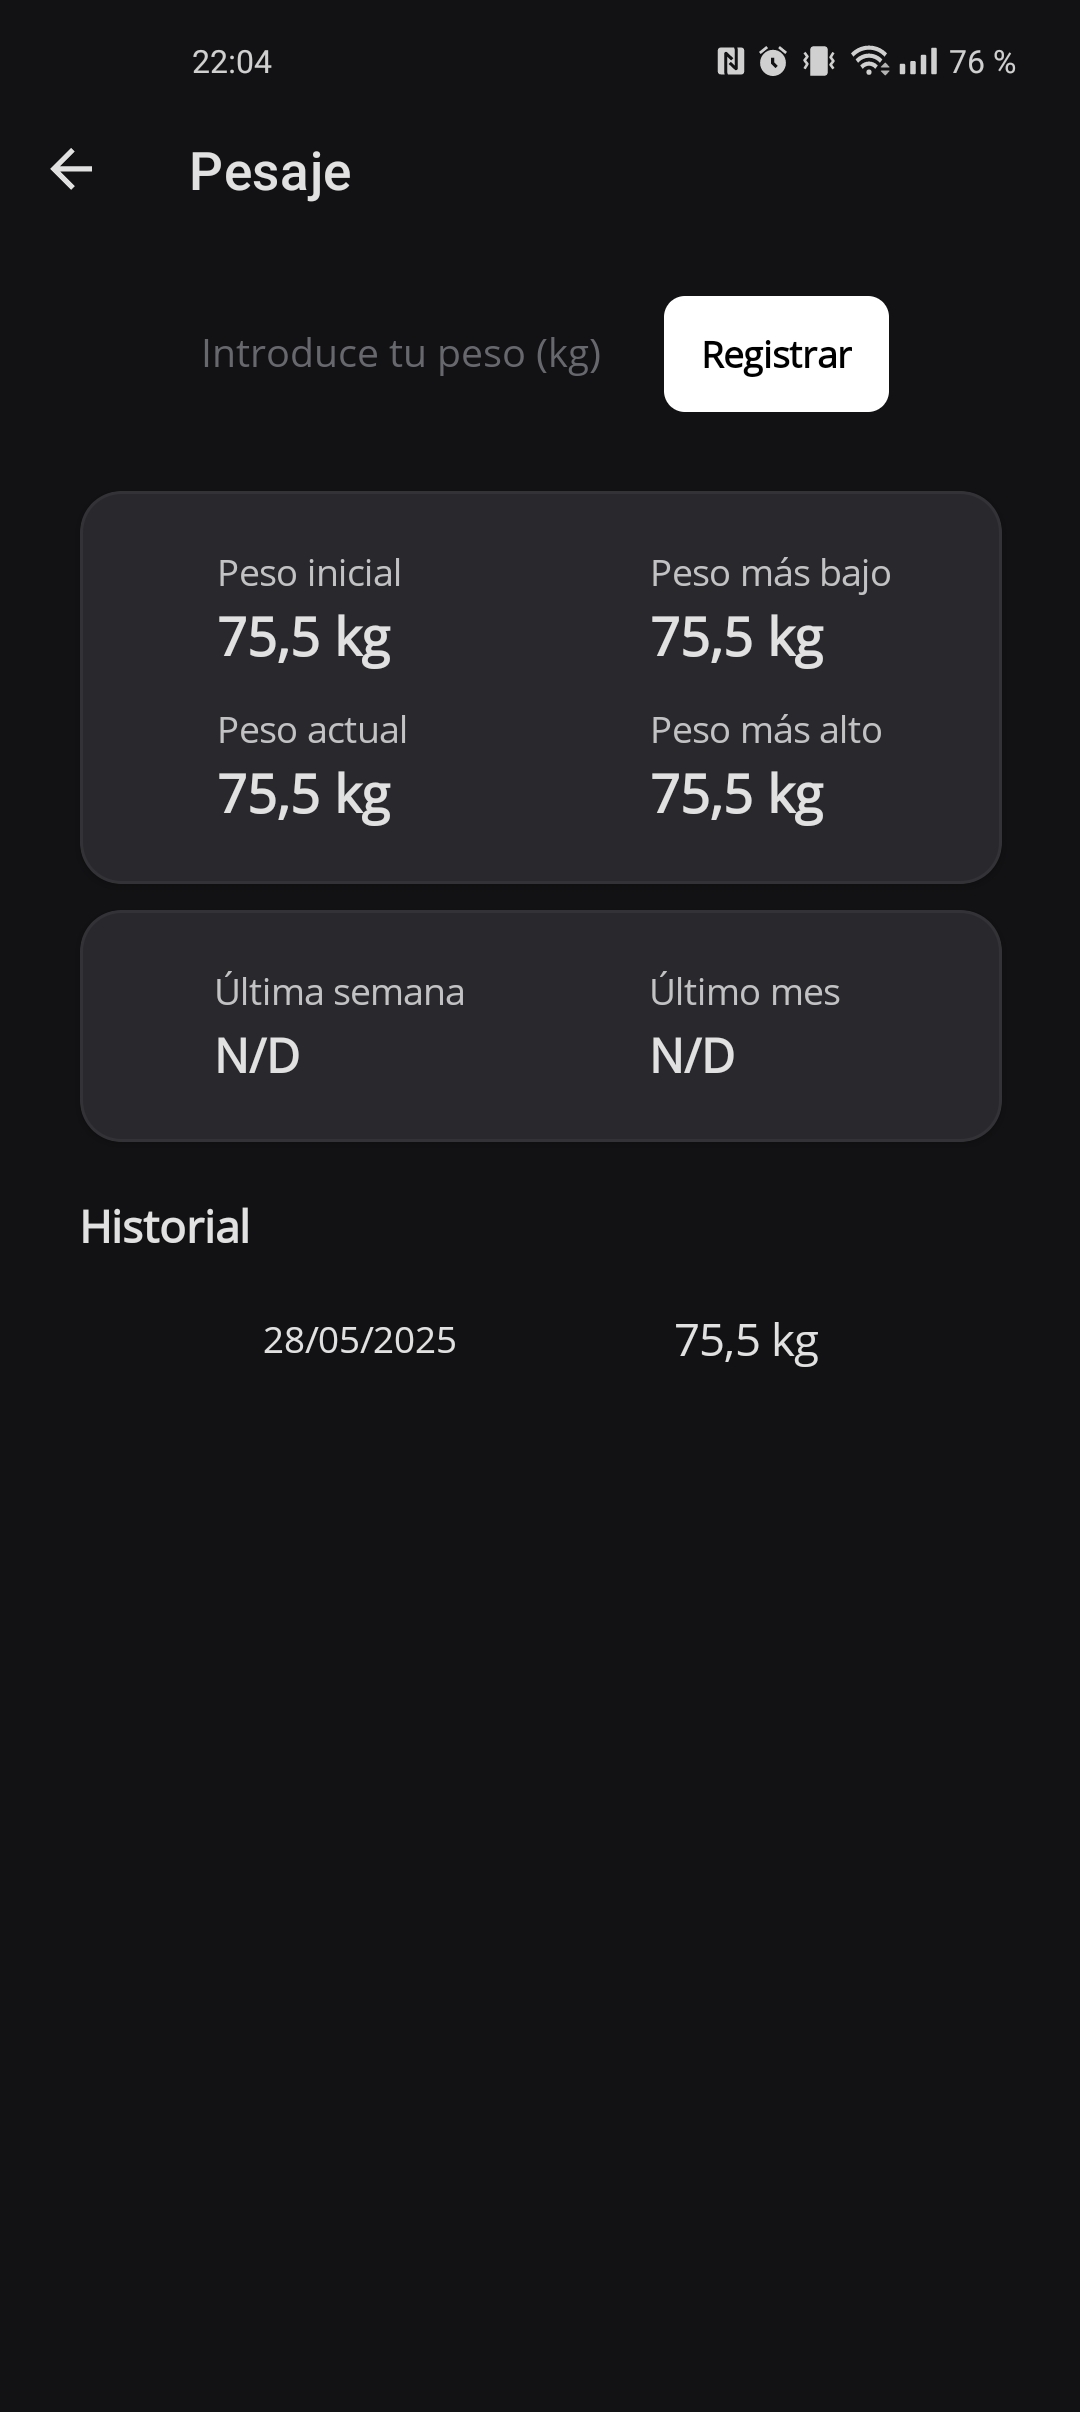 22:04 76 %
Pesaje
Introduce tu peso (kg) Registrar
Peso inicial Peso más bajo
75,5 kg 75,5 kg
Peso actual Peso más alto
75,5 kg 75,5 kg
Última semana Último mes
N/D N/D
Historial
28/05/2025 75,5 kg